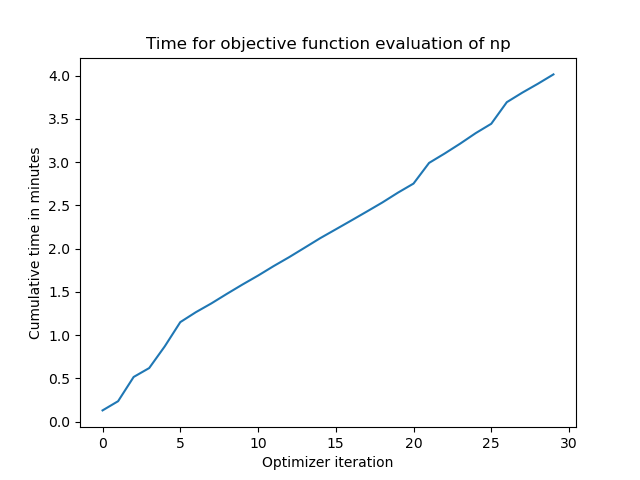 Time for objective function evaluation of np
Cumulative time in minutes
4.0
3.5
3.0
2.5
2.0
1.5
1.0
0.5
0.0
0 5 10 15 20 25 30
Optimizer iteration